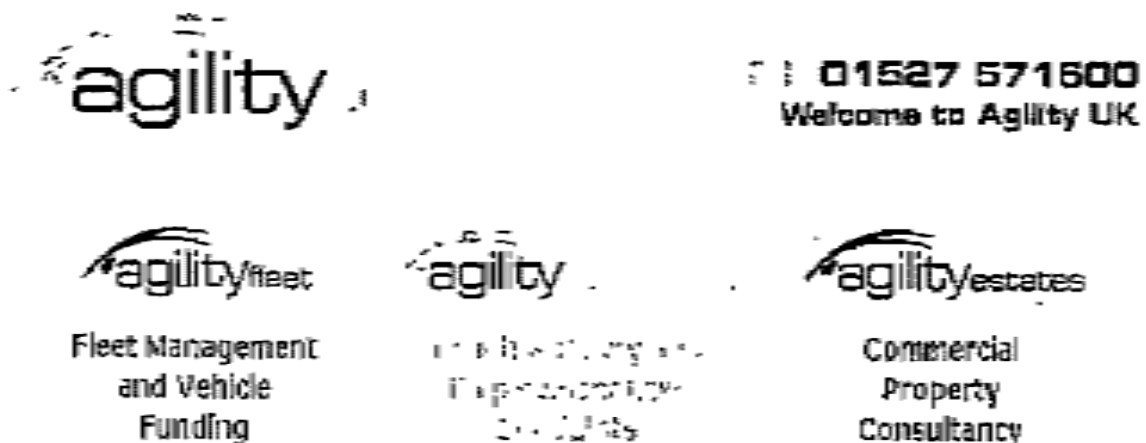 agility
01527 571600
Welcome to Agility UK
agilityfleet
agility
agilityestates
Fleet Management
and Vehicle
Funding
Commercial
Property
Consultancy